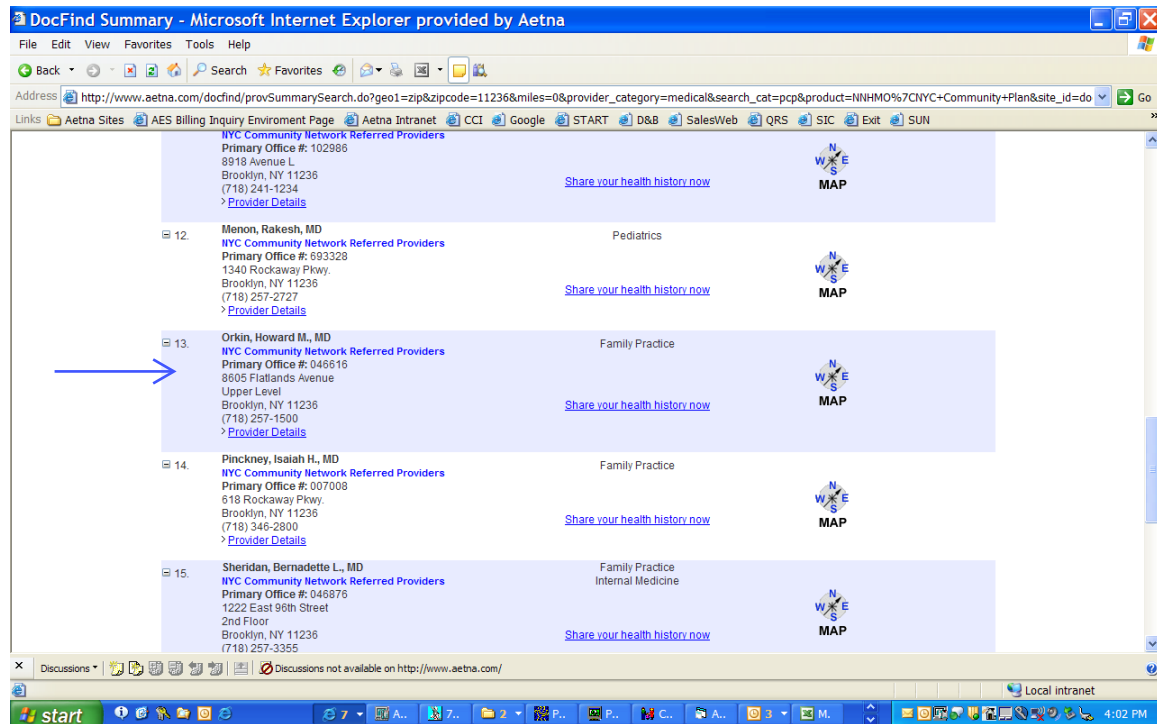 DocFind Summary - Microsoft Internet Explorer provided by Aetna
File Edit View Favorites Tools Help
Back Search Favorites
Address http://www.aetna.com/docfind/provSummarySearch.do?geo1=zip&zipcode=11236&miles=0&provider_category=medical&search_cat=pcp&product=NNHMO%7CNYC+Community+Plan&site_id=do Go
Links Aetna Sites AES Billing Inquiry Enviroment Page Aetna Intranet CCI Google START D&B SalesWeb QRS SIC Exit SUN »
NYC Community Network Referred Providers
Primary Office #: 102986
8918 Avenue L
Brooklyn, NY 11236
(718) 241-1234
> Provider Details
Share your health history now
N
W E
S
MAP
12.
Menon, Rakesh, MD
NYC Community Network Referred Providers
Primary Office #: 693328
1340 Rockaway Pkwy.
Brooklyn, NY 11236
(718) 257-2727
> Provider Details
Pediatrics
Share your health history now
N
W E
S
MAP
13.
Orkin, Howard M., MD
NYC Community Network Referred Providers
Primary Office #: 046616
8605 Flatlands Avenue
Upper Level
Brooklyn, NY 11236
(718) 257-1500
> Provider Details
Family Practice
Share your health history now
N
W E
S
MAP
14.
Pinckney, Isaiah H., MD
NYC Community Network Referred Providers
Primary Office #: 007008
618 Rockaway Pkwy.
Brooklyn, NY 11236
(718) 346-2800
> Provider Details
Family Practice
Share your health history now
N
W E
S
MAP
15.
Sheridan, Bernadette L., MD
NYC Community Network Referred Providers
Primary Office #: 046876
1222 East 96th Street
2nd Floor
Brooklyn, NY 11236
(718) 257-3355
Family Practice
Internal Medicine
Share your health history now
N
W E
S
MAP
× Discussions Discussions not available on http://www.aetna.com/
Local intranet
start 7 A.. 7.. 2 P.. P.. C.. A.. 3 M. 4:02 PM